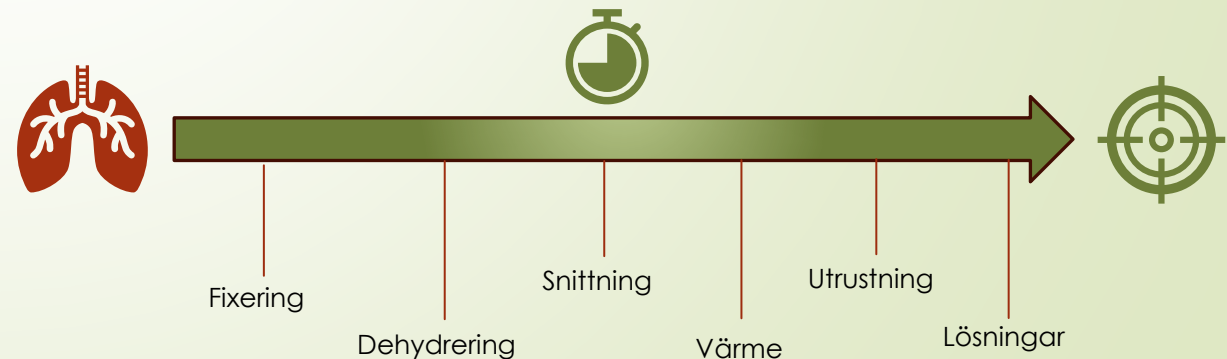 Fixering
Dehydrering
Snittning
Värme
Utrustning
Lösningar